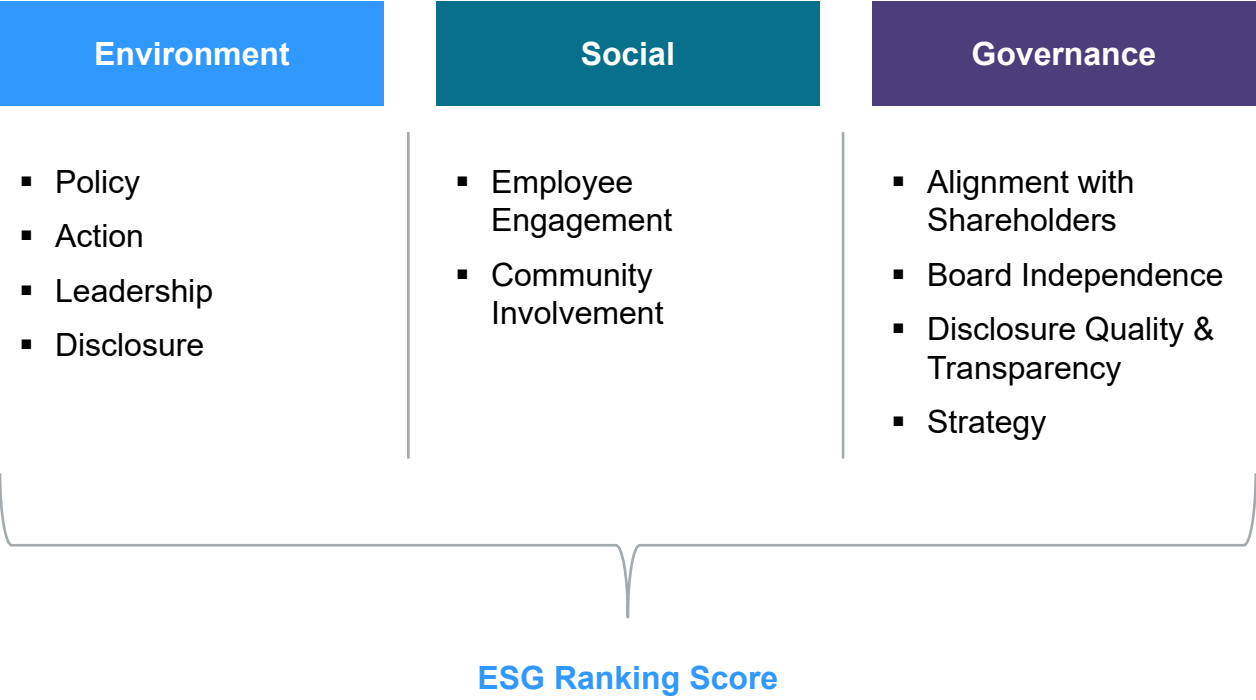 Environment
▪ Policy
▪ Action
▪ Leadership
▪ Disclosure
Social
▪ Employee
Engagement
▪ Community
Involvement
Governance
▪ Alignment with
Shareholders
▪ Board Independence
▪ Disclosure Quality &
Transparency
▪ Strategy
ESG Ranking Score